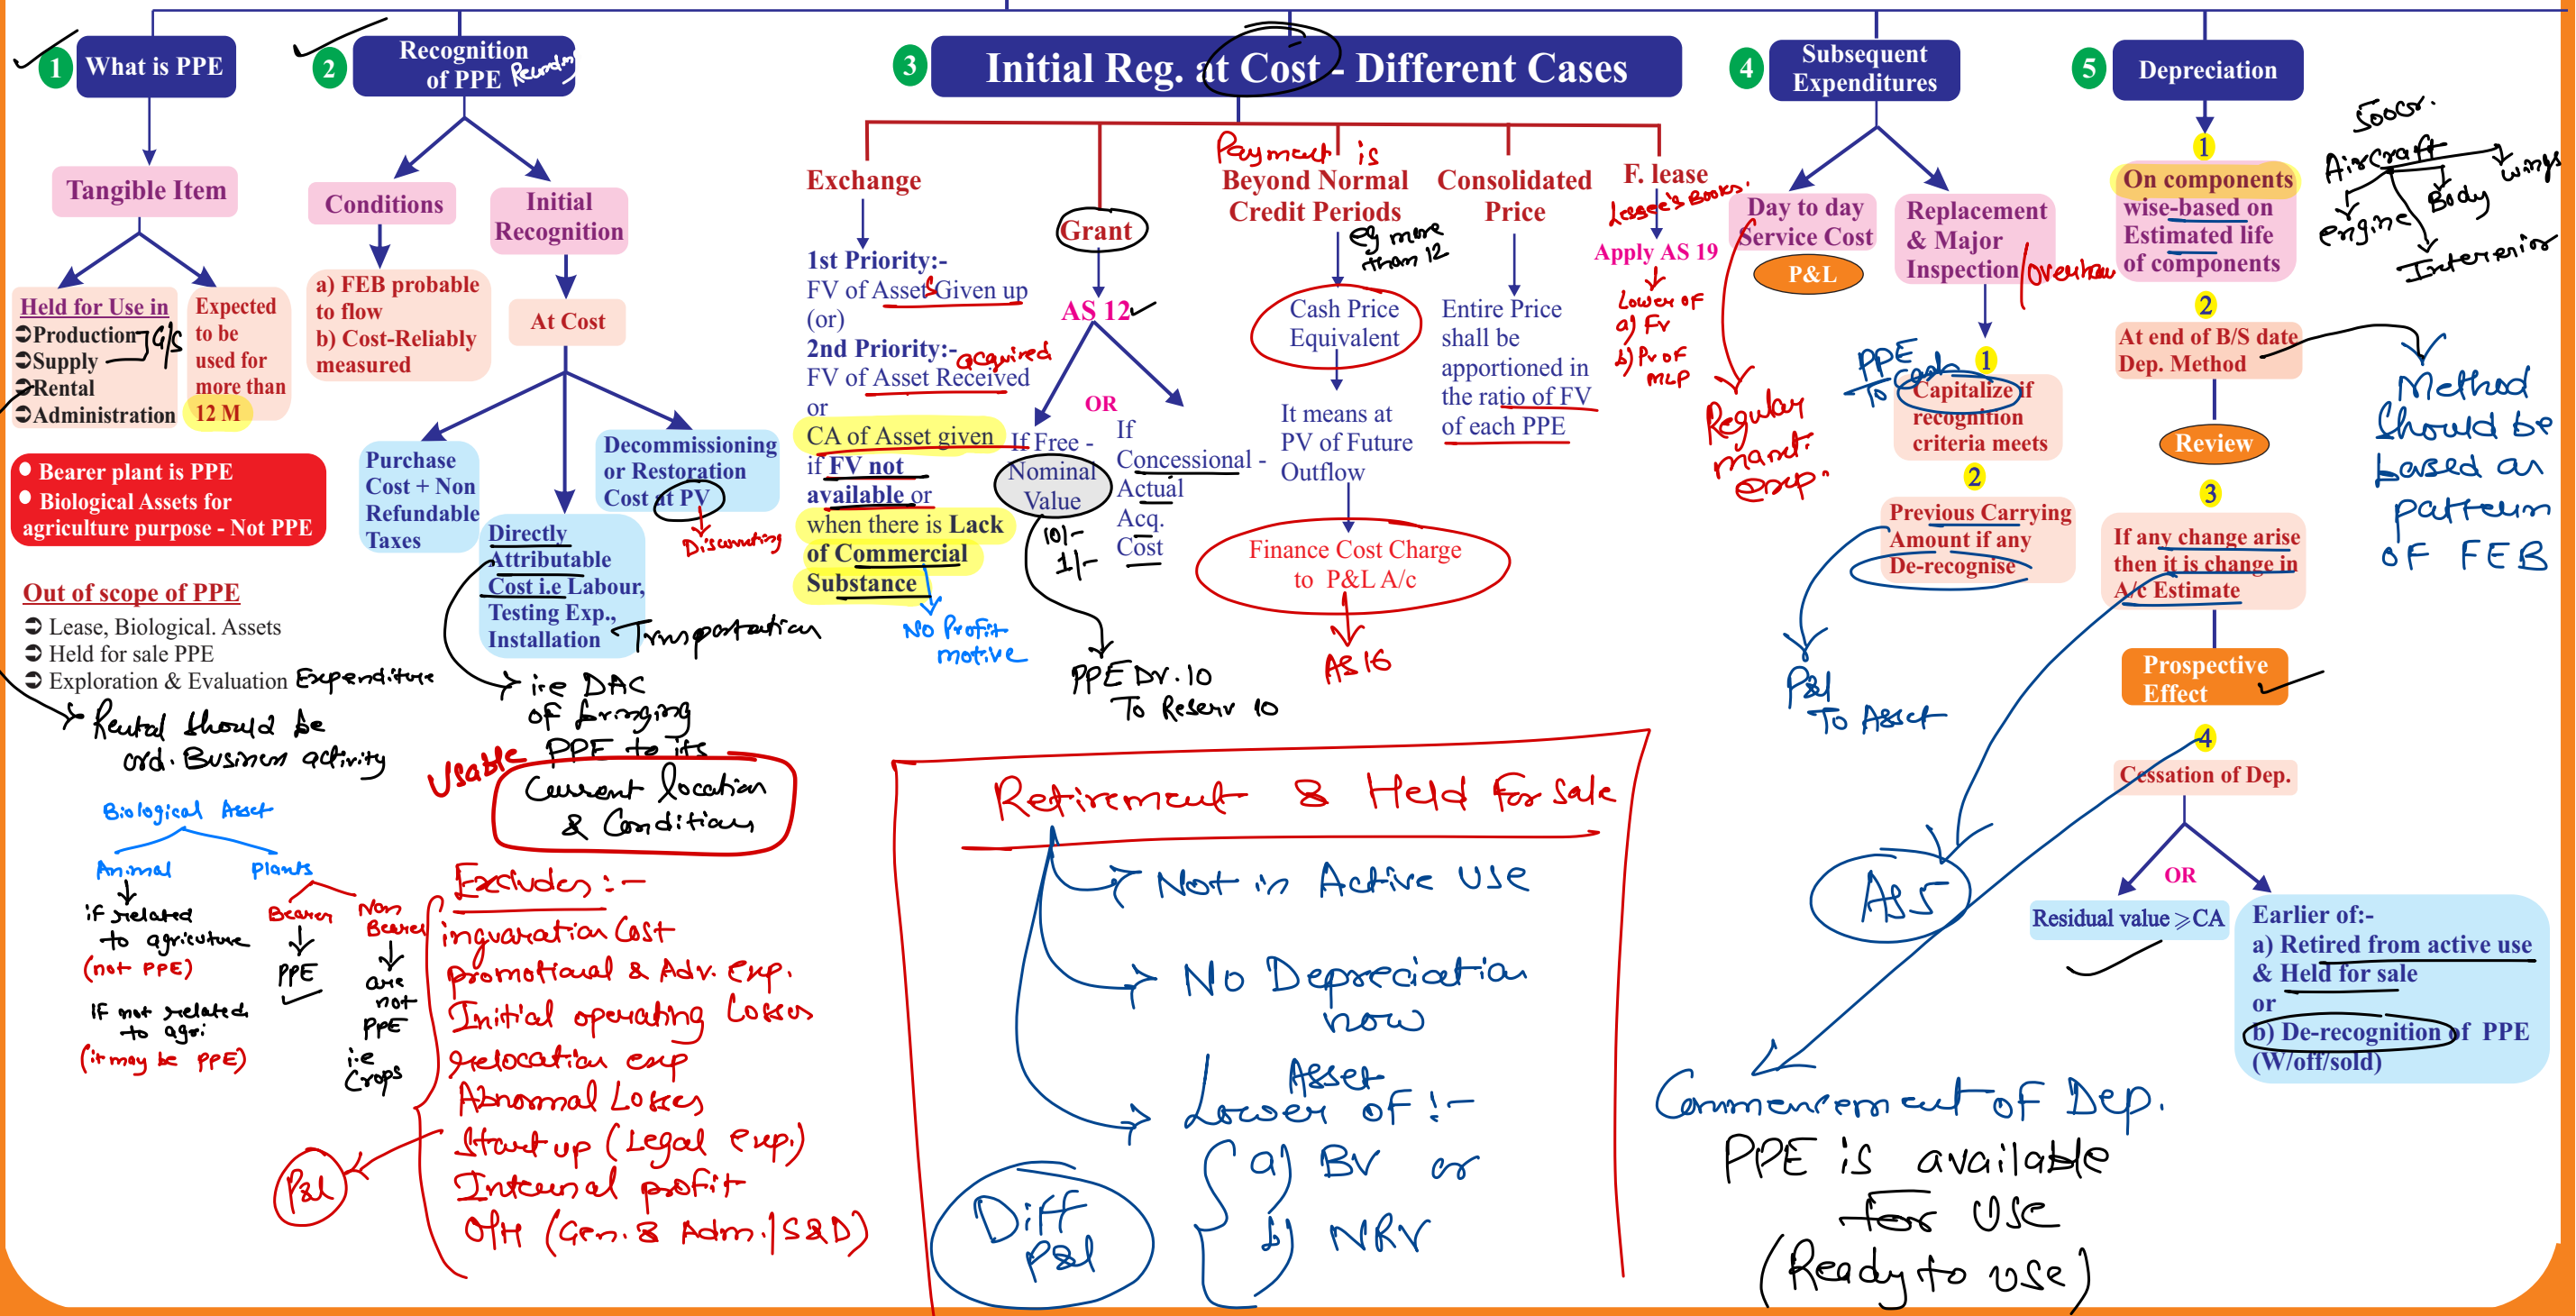 1
What is PPE
Tangible Item
Held for Use in
➲Production
➲Supply
➲Rental
➲Administration
G/S
Expected
to be
used for
more than
12 M
• Bearer plant is PPE
• Biological Assets for
agriculture purpose - Not PPE
Out of scope of PPE
➲ Lease, Biological. Assets
➲ Held for sale PPE
➲ Exploration & Evaluation Expenditure
Rental should be
ord. Business activity
Biological Asset
Animal
if related
to agriculture
(not PPE)
IF not related
to agri
(it may be PPE)
Plants
Bearer
PPE
Non
Bearer
are
not
PPE
i.e
Crops
2
Recognition
of PPE
Conditions
a) FEB probable
to flow
b) Cost-Reliably
measured
Initial
Recognition
At Cost
Purchase
Cost + Non
Refundable
Taxes
Directly
Attributable
Cost i.e Labour,
Testing Exp.,
Installation
Decommissioning
or Restoration
Cost at PV
Discounting
i.e DAC
of bringing
PPE to its
Usable
Current location
& Condition
Excludes :-
promotional & Adv. exp.
Initial operating Losses
relocation exp
Abnormal Losses
Start up (Legal exp.)
Internal profit
O/H (Gen. & Adm./S&D)
P&L
3
Initial Reg. at Cost - Different Cases
Exchange
1st Priority:-
FV of Assets Given up
(or)
2nd Priority:-
acquired
FV of Asset Received
or
CA of Asset given
if FV not
available or
when there is Lack
of Commercial
Substance
No Profit
motive
Grant
AS 12
OR
If Free -
Nominal
Value
10/-
1/-
PPE Dr. 10
To Reserv 10
If
Concessional -
Actual
Acq.
Cost
Payment is
Beyond Normal
Credit Periods
eg more
than 12
Cash Price
Equivalent
It means at
PV of Future
Outflow
Finance Cost Charge
to P&L A/c
AS 16
Consolidated
Price
Entire Price
shall be
apportioned in
the ratio of FV
of each PPE
F. lease
Lessee's Books.
Apply AS 19
Lower of
a) FV
b) PV of
MLP
Retirement & Held for Sale
Not in Active Use
No Depreciation
now
Asset
Lower of :-
a) BV or
b) NRV
Diff
P&L
4
Subsequent
Expenditures
Day to day
Service Cost
P&L
Regular
exp.
Replacement
& Major
Inspection
PPE
To Cash
1
Capitalize if
recognition
criteria meets
2
Previous Carrying
Amount if any
De-recognise
P&L
To Asset
5
Depreciation
1
On components
wise-based on
Estimated life
of components
500cr.
Aircraft
engine
Body
wings
2
At end of B/S date
Dep. Method
Review
Method
should be
based on
pattern
of FEB
3
If any change arise
then it is change in
A/c Estimate
Prospective
Effect
AS5
4
Cessation of Dep.
OR
Residual value ⩾CA
Earlier of:-
a) Retired from active use
& Held for sale
or
b) De-recognition of PPE
(W/off/sold)
Commencement of Dep.
PPE is available
for use
(Ready to use)